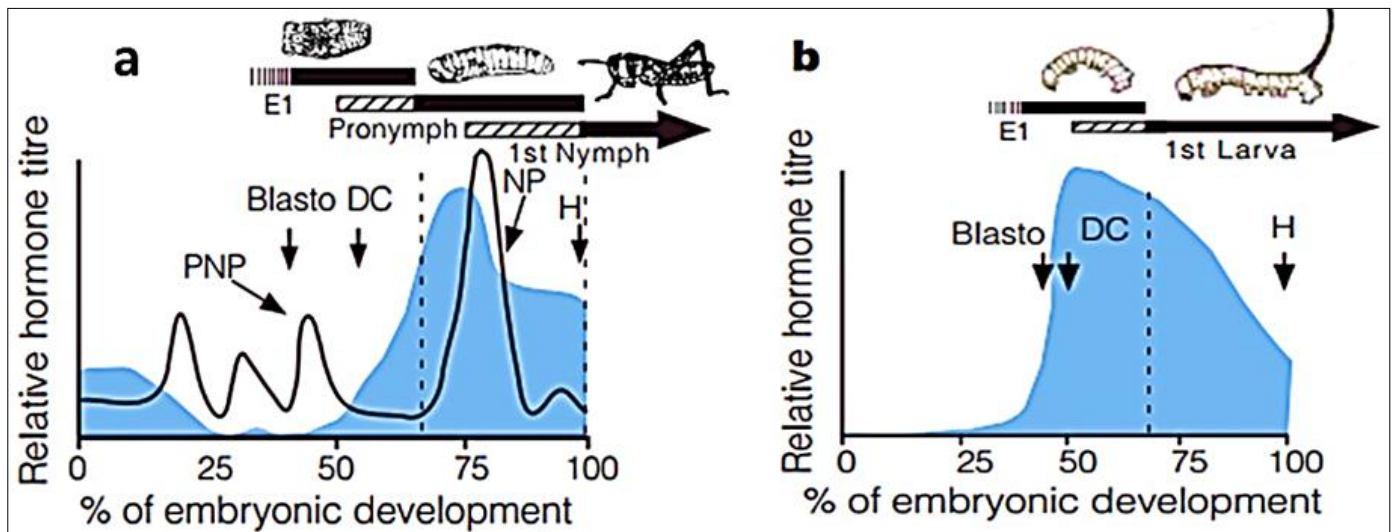 a
E1
Pronymph
1st Nymph
Relative hormone titre
PNP
Blasto DC
NP
H
0 25 50 75 100
% of embryonic development
b
E1
1st Larva
Relative hormone titre
Blasto
DC
H
0 25 50 75 100
% of embryonic development